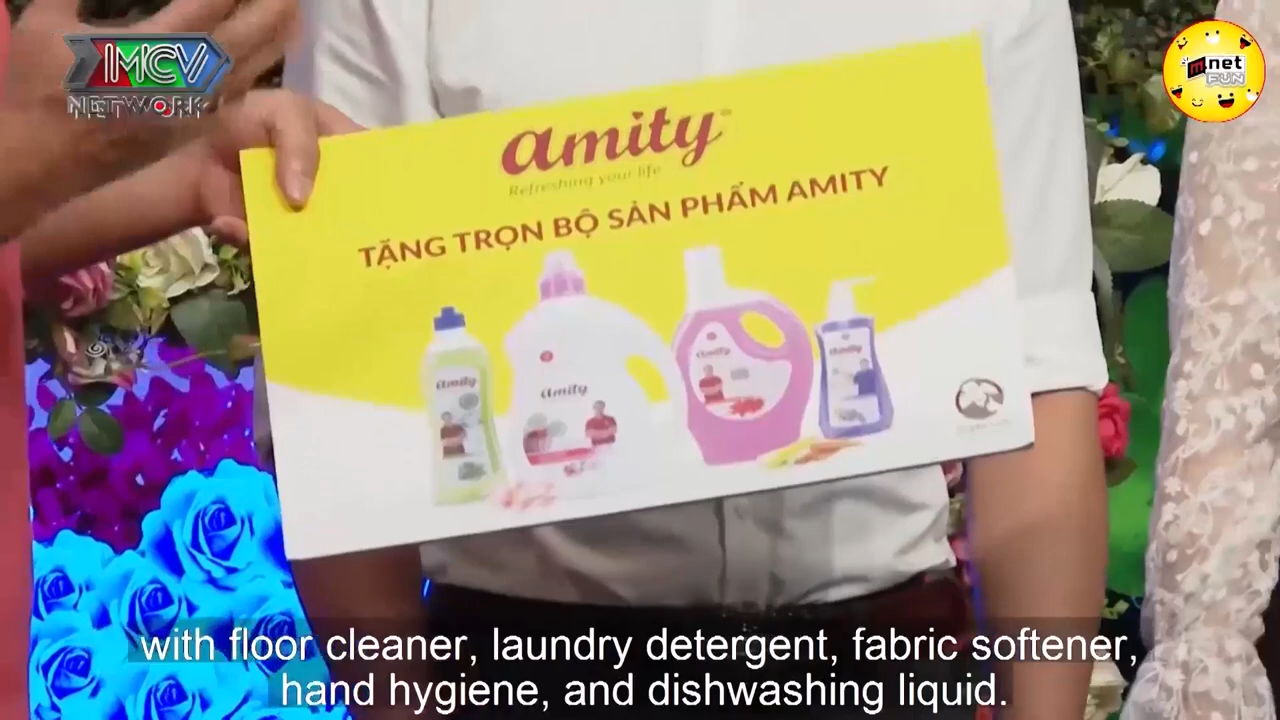 MCV
NETWORK
mnet
FUN
amity
Refreshing your life
TẶNG TRỌN BỘ SẢN PHẨM AMITY
amity
amity
amity
amity
with floor cleaner, laundry detergent, fabric softener,
hand hygiene, and dishwashing liquid.